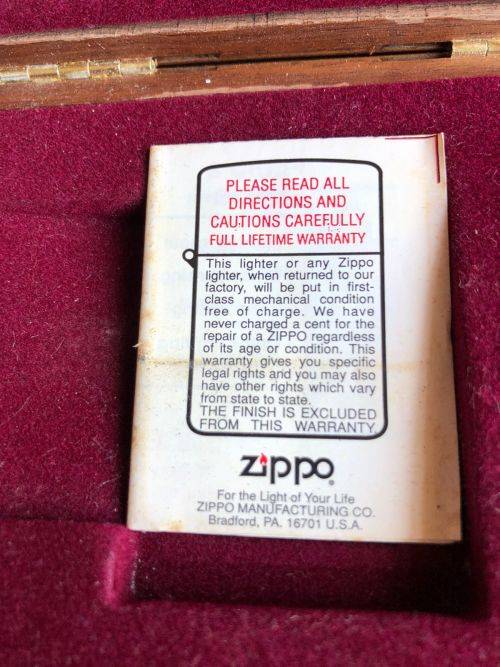 PLEASE READ ALL
DIRECTIONS AND
CAUTIONS CAREFULLY
FULL LIFETIME WARRANTY
This lighter or any Zippo
lighter, when returned to our
factory, will be put in first-
class mechanical condition
free of charge. We have
never charged a cent for the
repair of a ZIPPO regardless
of its age or condition. This
warranty gives you specific
legal rights and you may also
have other rights which vary
from state to state.
THE FINISH IS EXCLUDED
FROM THIS WARRANTY.
zippo
For the Light of Your Life
ZIPPO MANUFACTURING CO.
Bradford, PA. 16701 U.S.A.